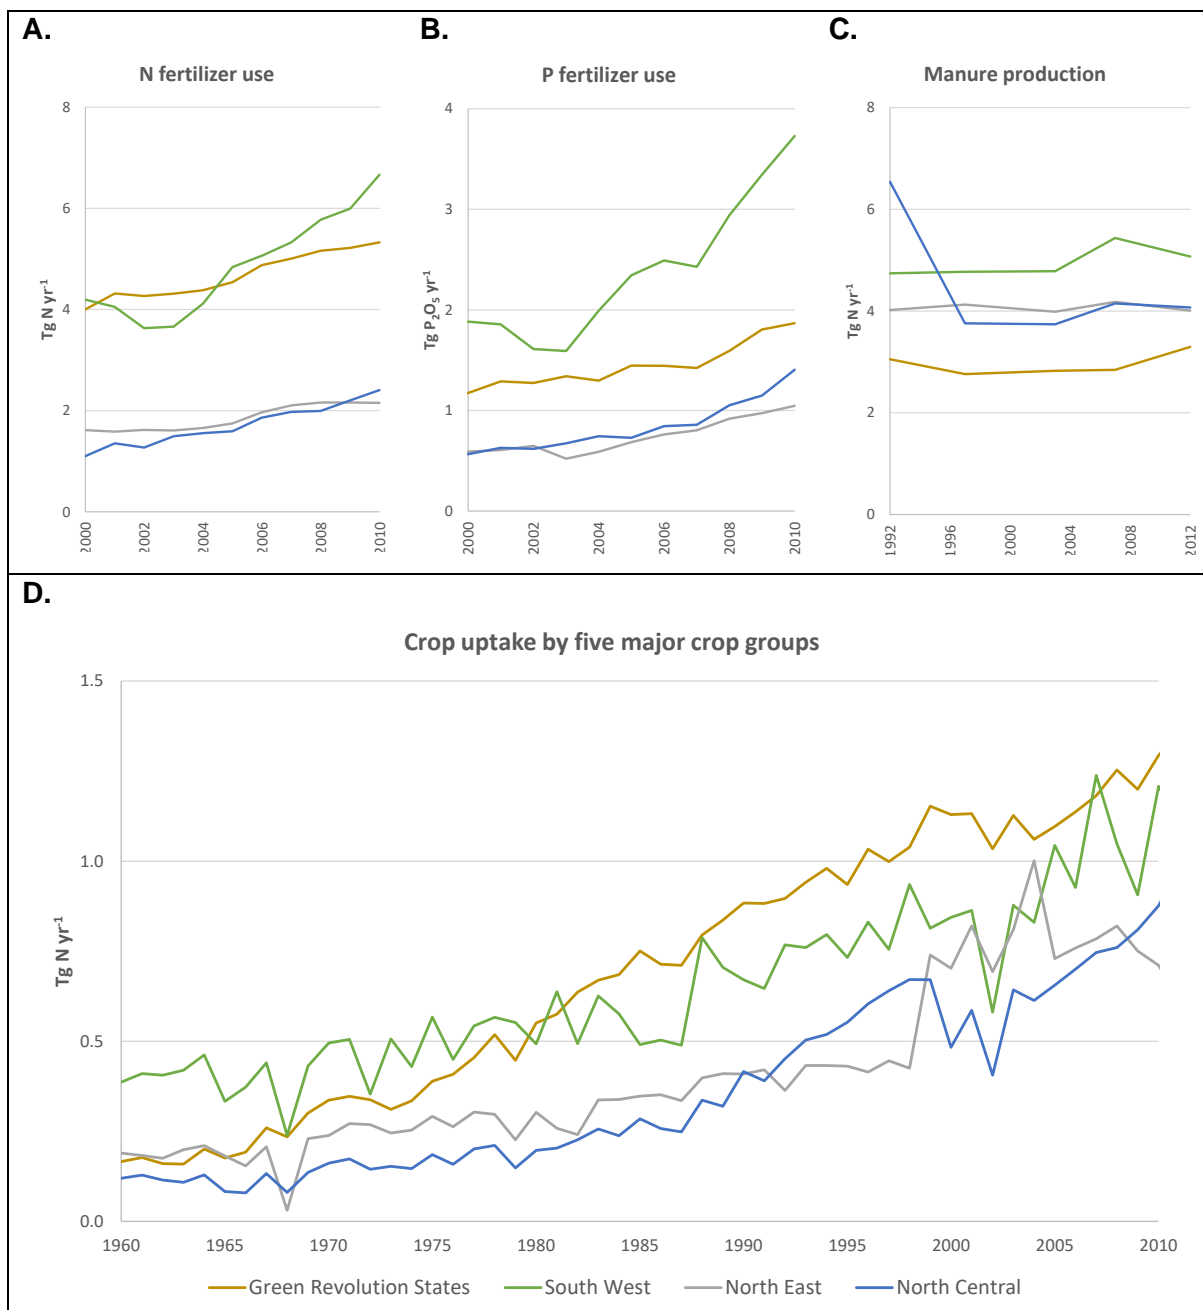 A.
N fertilizer use
Tg N yr-1
8
6
4
2
0
2000
2002
2004
2006
2008
2010
B.
P fertilizer use
Tg P2O5 yr-1
4
3
2
1
0
2000
2002
2004
2006
2008
2010
C.
Manure production
Tg N yr-1
8
6
4
2
0
1992
1996
2000
2004
2008
2012
D.
Crop uptake by five major crop groups
Tg N yr-1
1.5
1.0
0.5
0.0
1960 1965 1970 1975 1980 1985 1990 1995 2000 2005 2010
Green Revolution States South West North East North Central